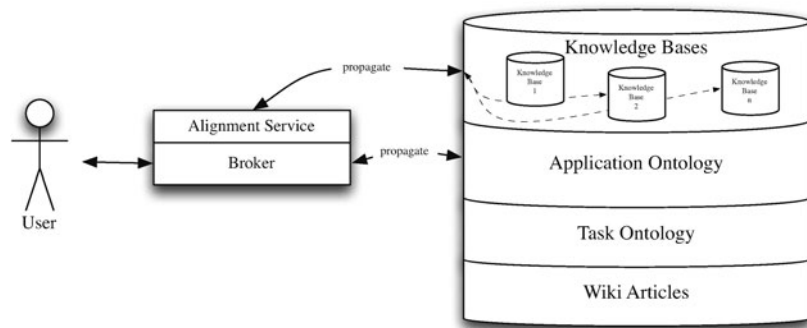 Knowledge Bases
propagate
Knowledge
Base
1
Knowledge
Base
2
Knowledge
Base
n
Alignment Service
Broker
propagate
Application Ontology
User
Task Ontology
Wiki Articles